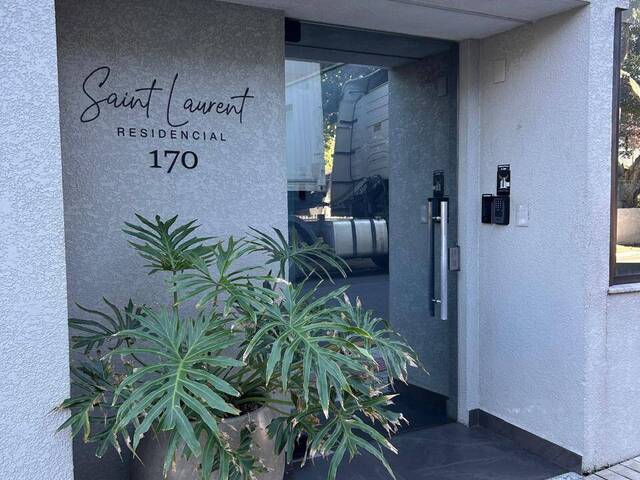 Saint Laurent
RESIDENCIAL
170